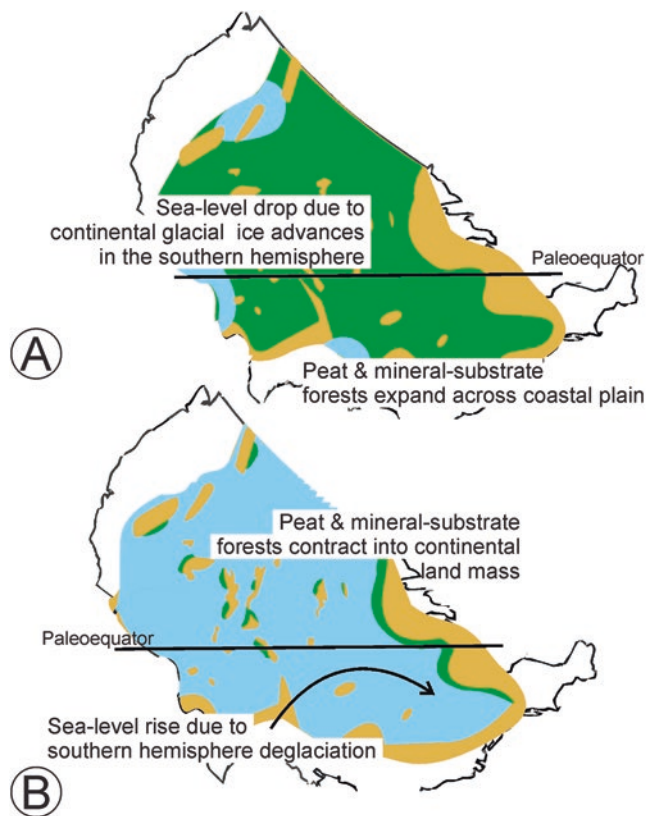 Sea-level drop due to
continental glacial ice advances
in the southern hemisphere
Paleoequator
A
Peat & mineral-substrate
forests expand across coastal plain
Peat & mineral-substrate
forests contract into continental
land mass
Paleoequator
Sea-level rise due to
southern hemisphere deglaciation
B